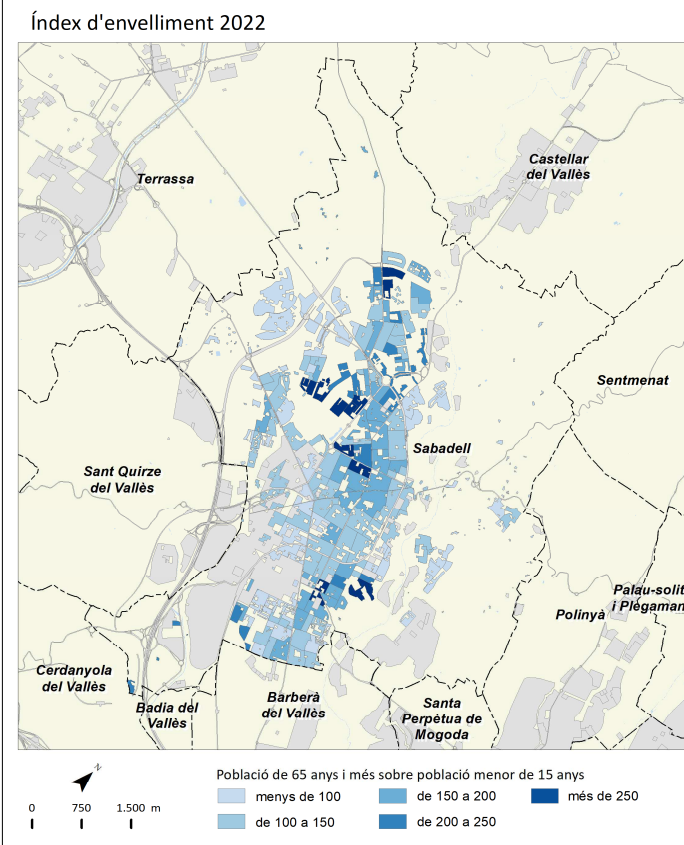 Índex d'envelliment 2022
Terrassa
Castellar
del Vallès
Sentmenat
Sabadell
Sant Quirze
del Vallès
Palau-solit
i Plegaman
Polinyà
Cerdanyola
del Vallès
Badia del
Vallès
Barberà
del Vallès
Santa
Perpètua de
Mogoda
N
0 750 1.500 m
Població de 65 anys i més sobre població menor de 15 anys
menys de 100
de 150 a 200
més de 250
de 100 a 150
de 200 a 250